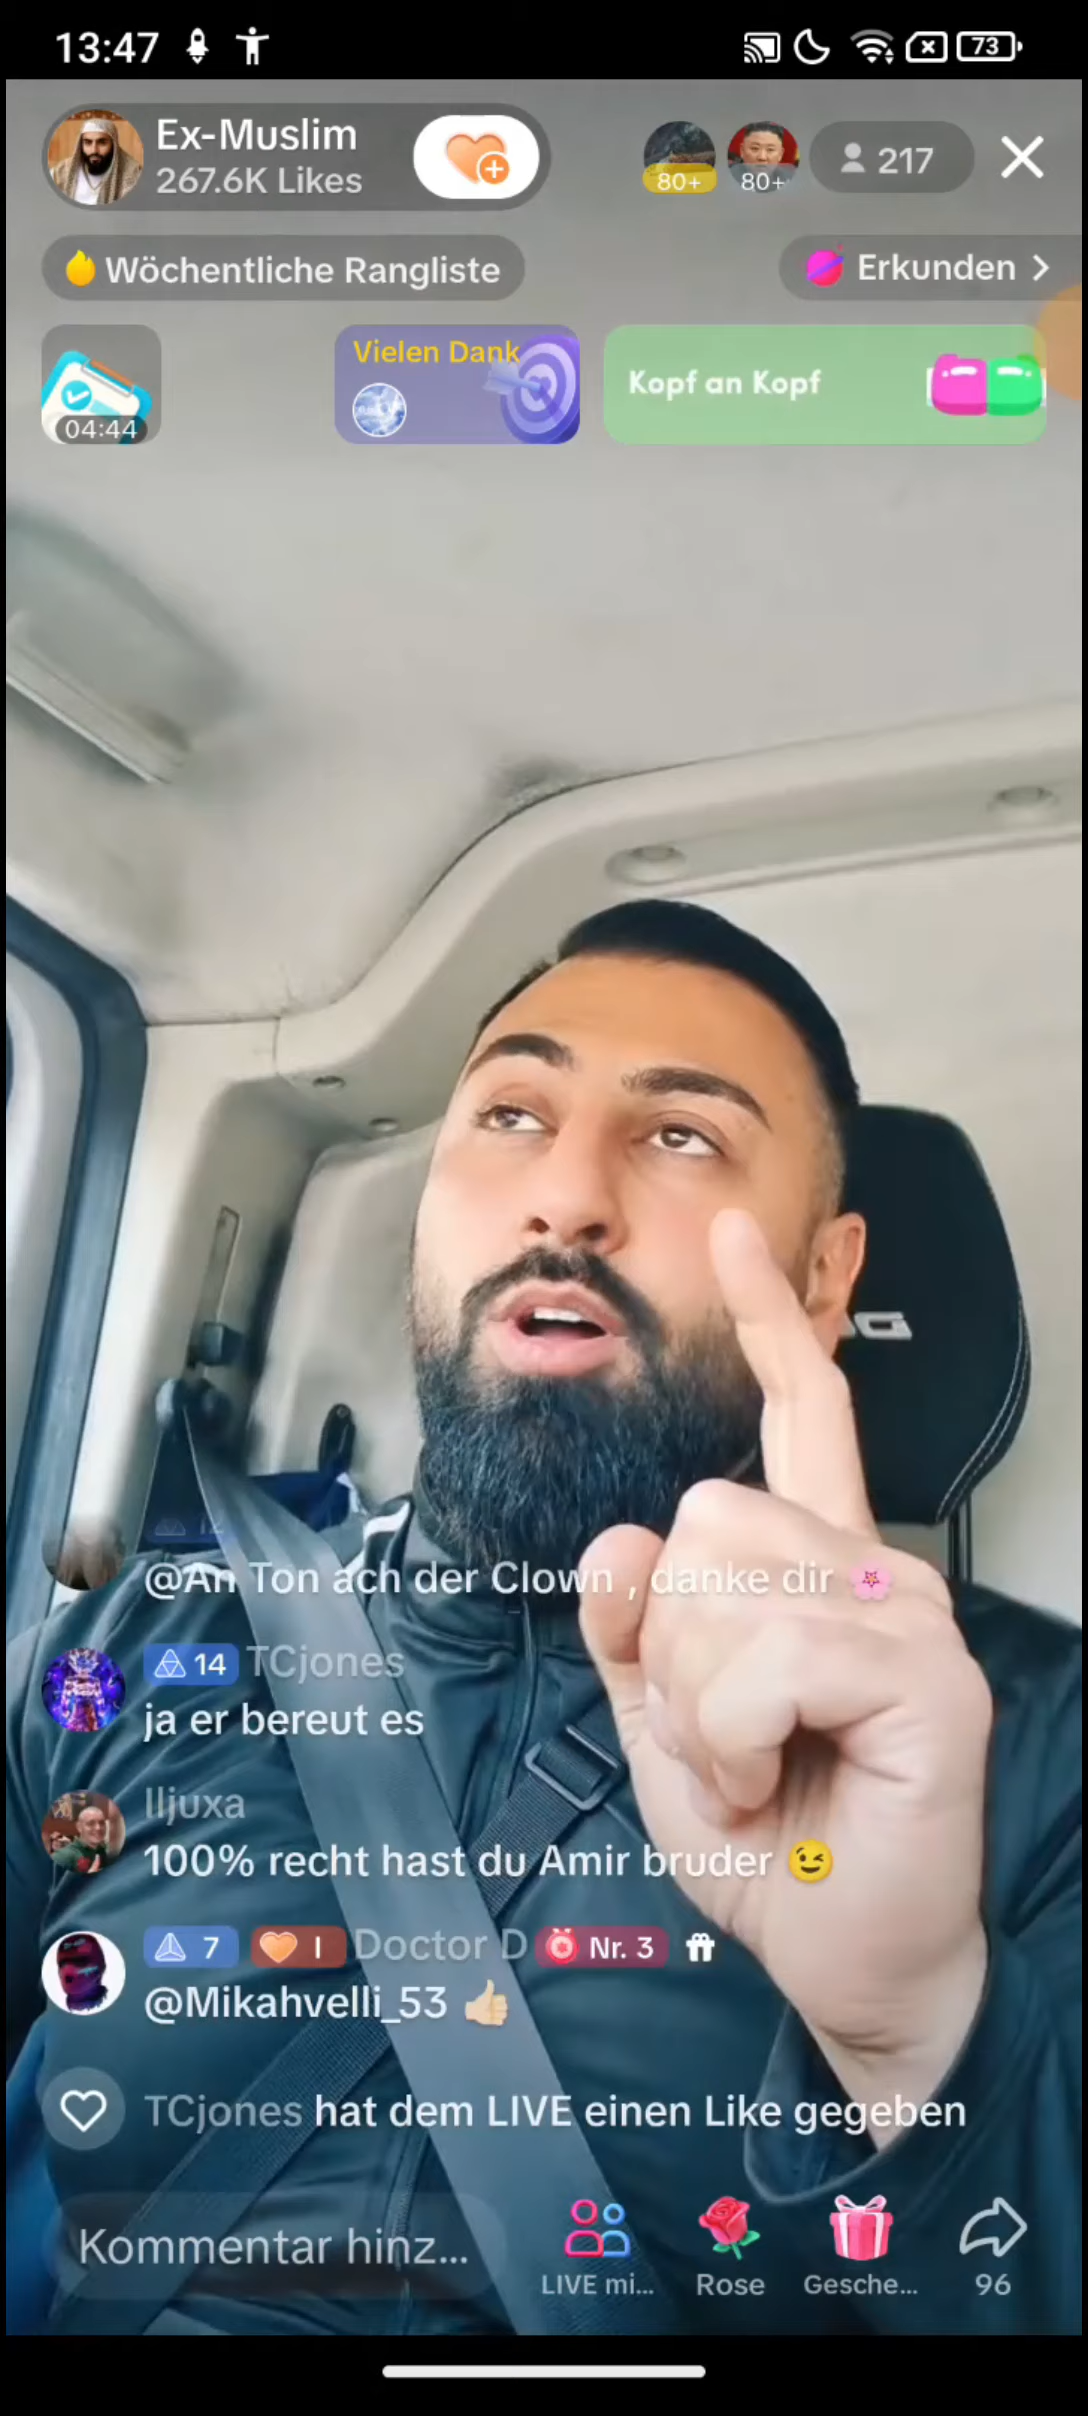 13:47
73
Ex-Muslim
267.6K Likes
80+
80+
217
Wöchentliche Rangliste
Erkunden
04:44
Vielen Dank
Kopf an Kopf
@An Ton ach der Clown , danke dir 🌸
14 TCjones
ja er bereut es
Iljuxa
100% recht hast du Amir bruder 😉
7 I Doctor D Nr. 3
@Mikahvelli_53 👍🏼
TCjones hat dem LIVE einen Like gegeben
Kommentar hinz...
LIVE mi...
Rose
Gesche...
96